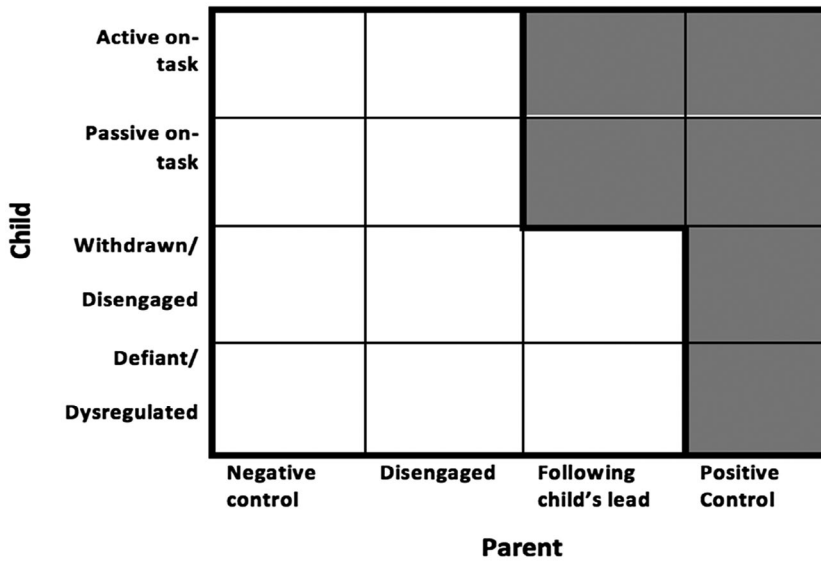 Active on-
task
Passive on-
task
Child
Withdrawn/
Disengaged
Defiant/
Dysregulated
Negative
control
Disengaged
Following
child's lead
Positive
Control
Parent